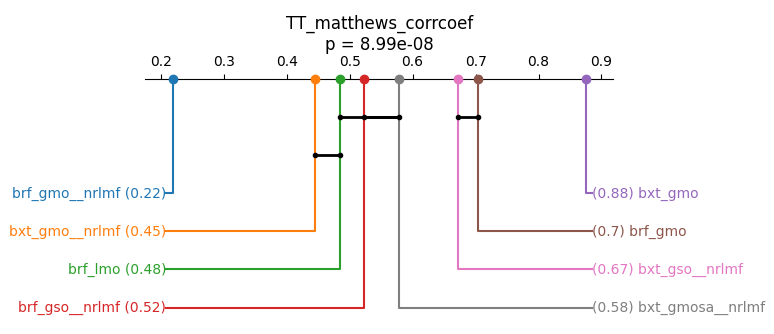 TT_matthews_corrcoef
p = 8.99e-08
0.2 0.3 0.4 0.5 0.6 0.7 0.8 0.9
brf_gmo__nrlmf (0.22) (0.88) bxt_gmo
bxt_gmo__nrlmf (0.45) (0.7) brf_gmo
brf_lmo (0.48) (0.67) bxt_gso__nrlmf
brf_gso__nrlmf (0.52) (0.58) bxt_gmosa__nrlmf